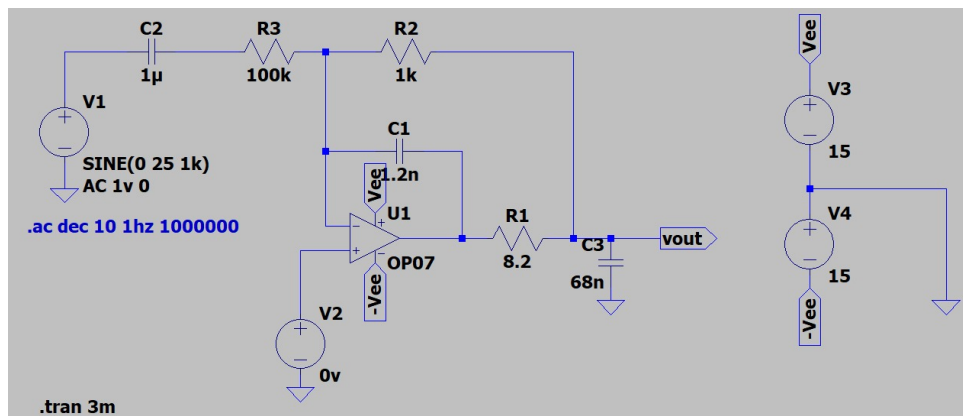 C2
1µ
R3
100k
R2
1k
Vee
V1
SINE(0 25 1k)
AC 1v 0
.ac dec 10 1hz 1000000
C1
1.2n
Vee
U1
OP07
-Vee
R1
8.2
C3
68n
vout
V2
0v
V3
15
V4
15
-Vee
.tran 3m